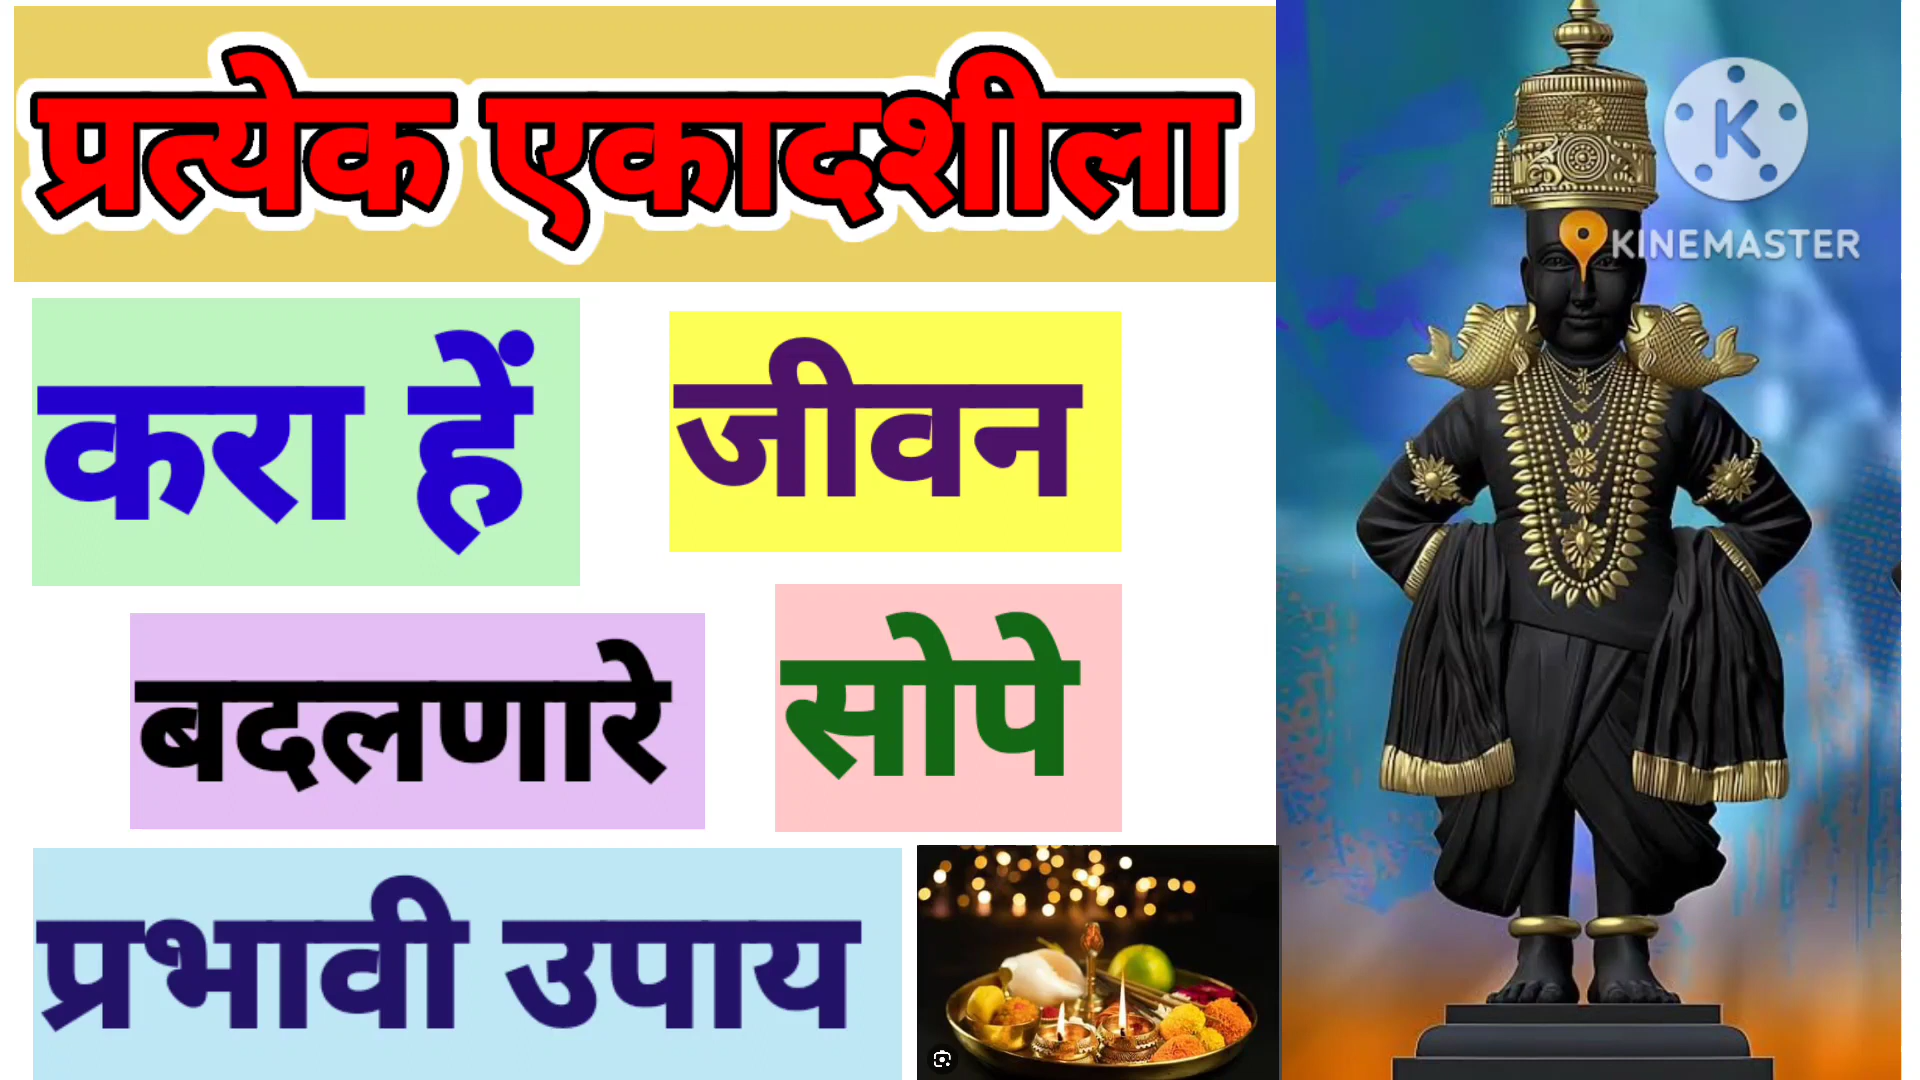 प्रत्येक एकादशीला
करा हें जीवन
बदलणारे सोपे
प्रभावी उपाय
K
KINEMASTER